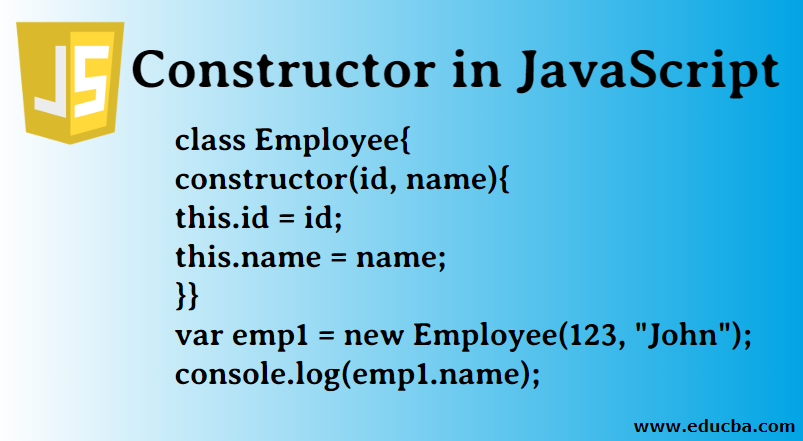 JS
Constructor in JavaScript
class Employee{
constructor(id, name){
this.id = id;
this.name = name;
}}
var emp1 = new Employee(123, "John");
console.log(emp1.name);
www.educba.com